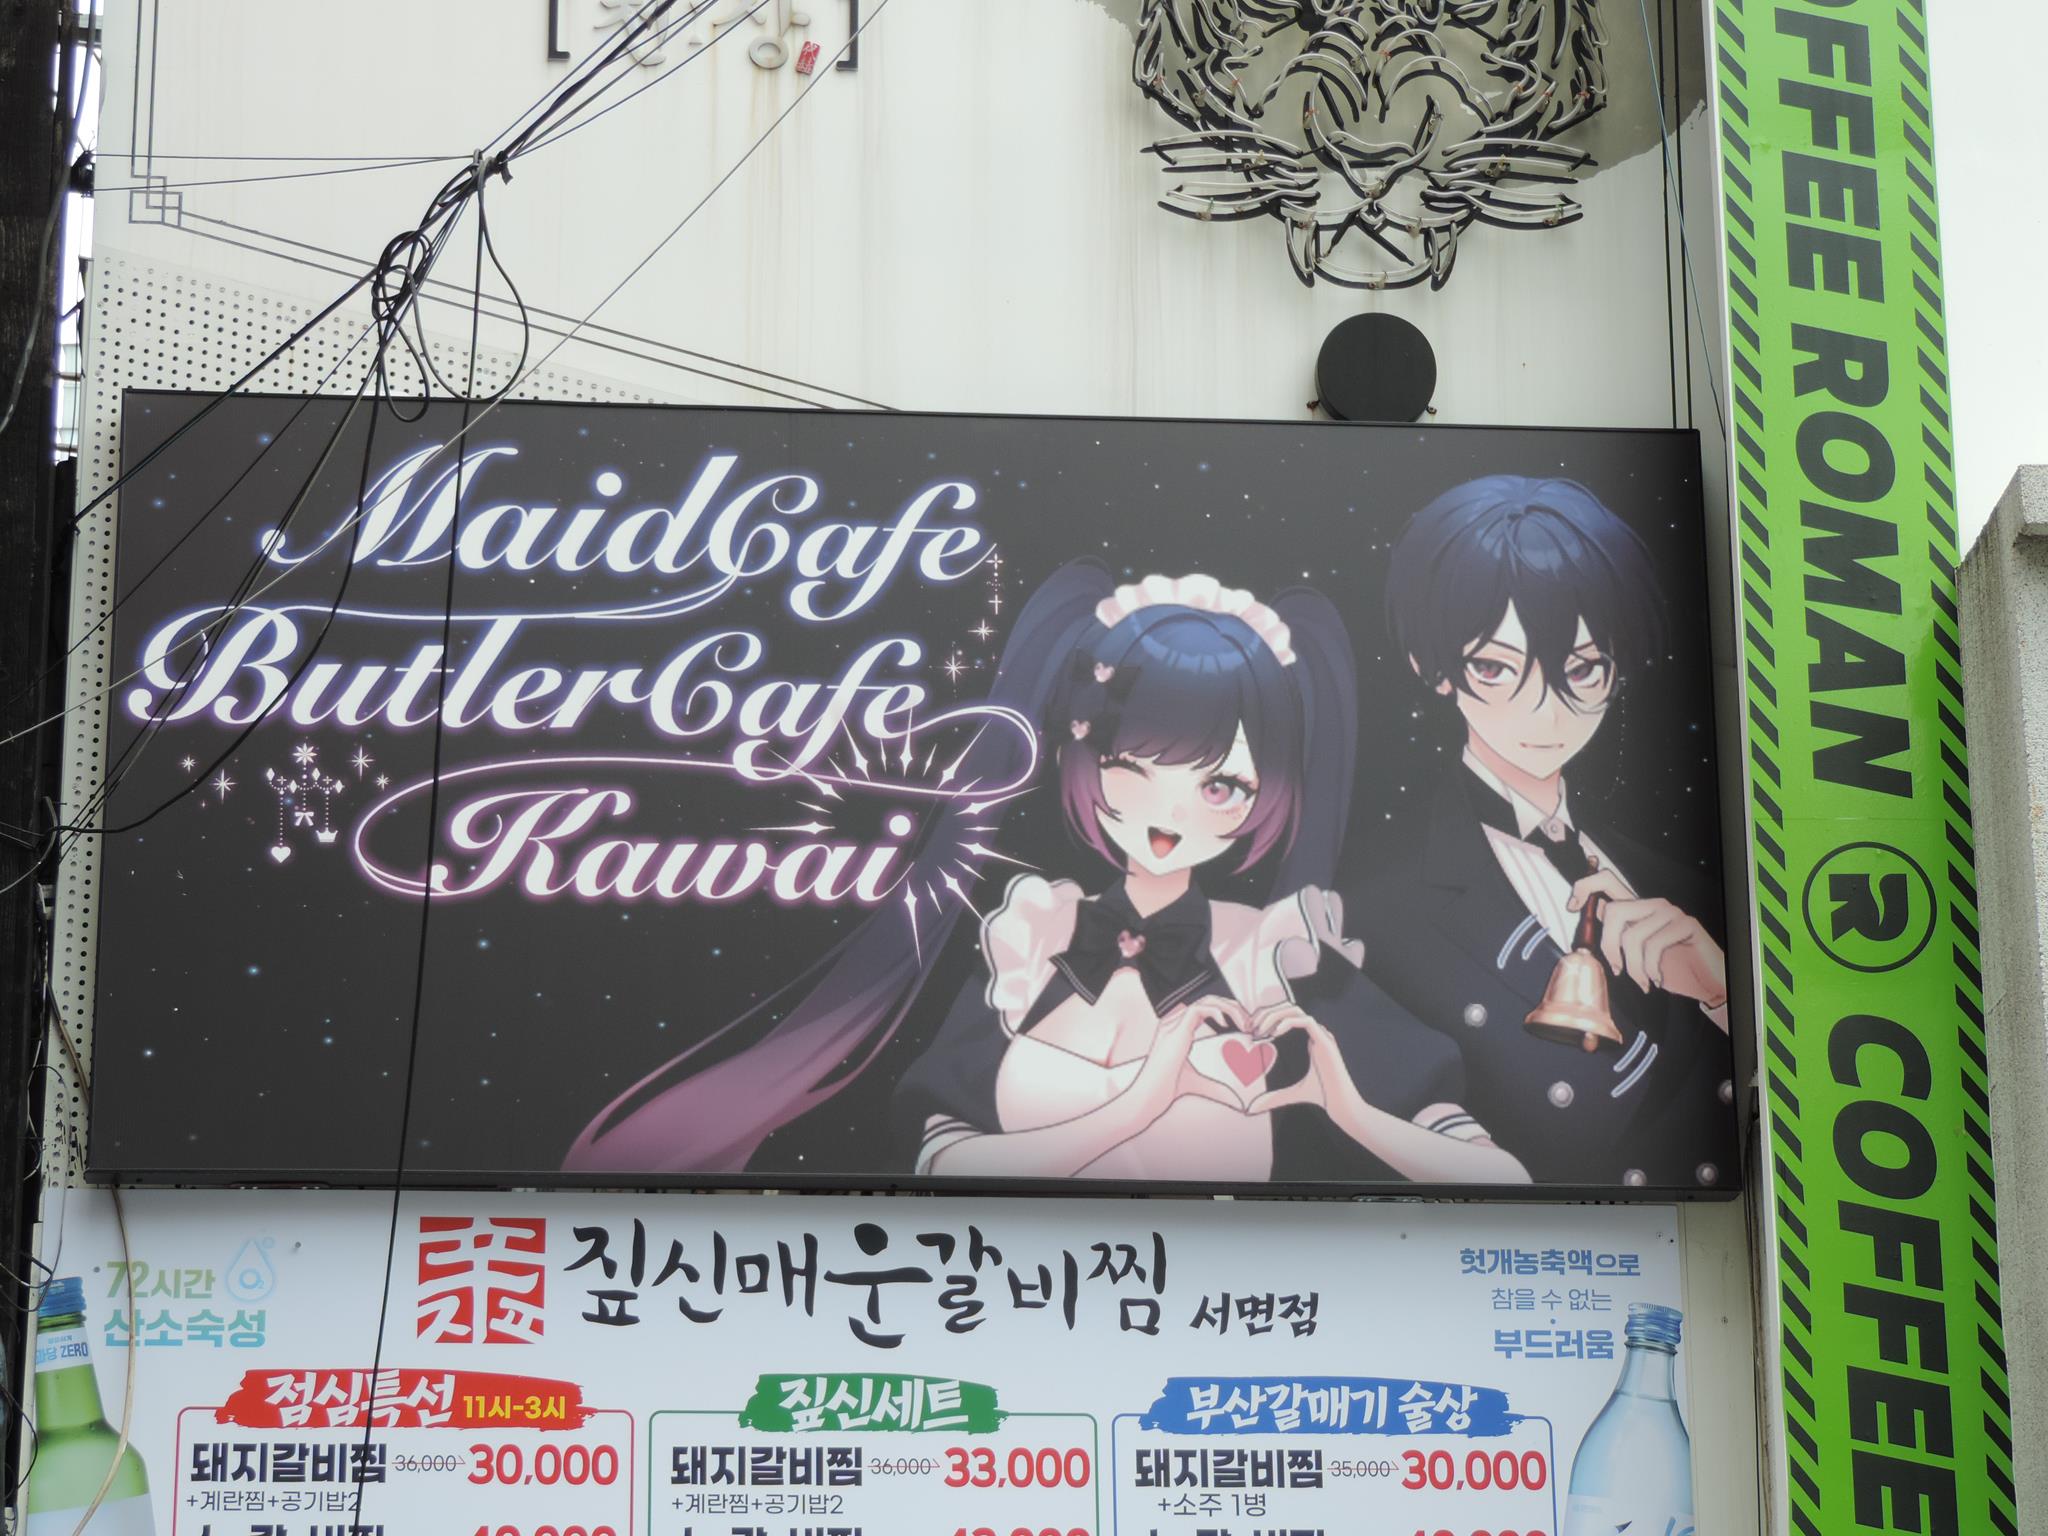 [천상]
COFFEE ROMAN R COFFEE
MaidCafe
ButlerCafe
Kawai
72시간
산소숙성
O₂
짚신매운갈비찜 서면점
헛개농축액으로
참을 수 없는
부드러움
ZERO
점심특선 11시-3시
돼지갈비찜 36,000 30,000
+계란찜+공기밥2
짚신세트
돼지갈비찜 36,000 33,000
+계란찜+공기밥2
부산갈매기 술상
돼지갈비찜 35,000 30,000
+소주 1병